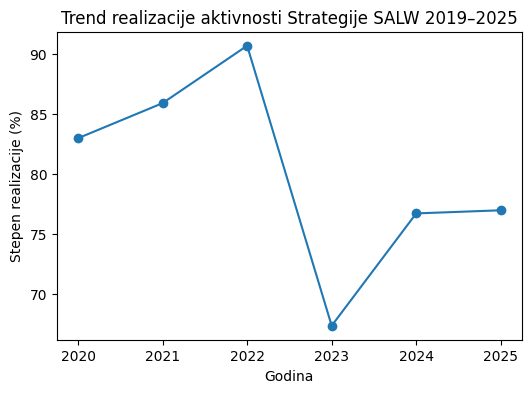 Trend realizacije aktivnosti Strategije SALW 2019–2025
Stepen realizacije (%)
90
85
80
75
70
2020 2021 2022 2023 2024 2025
Godina